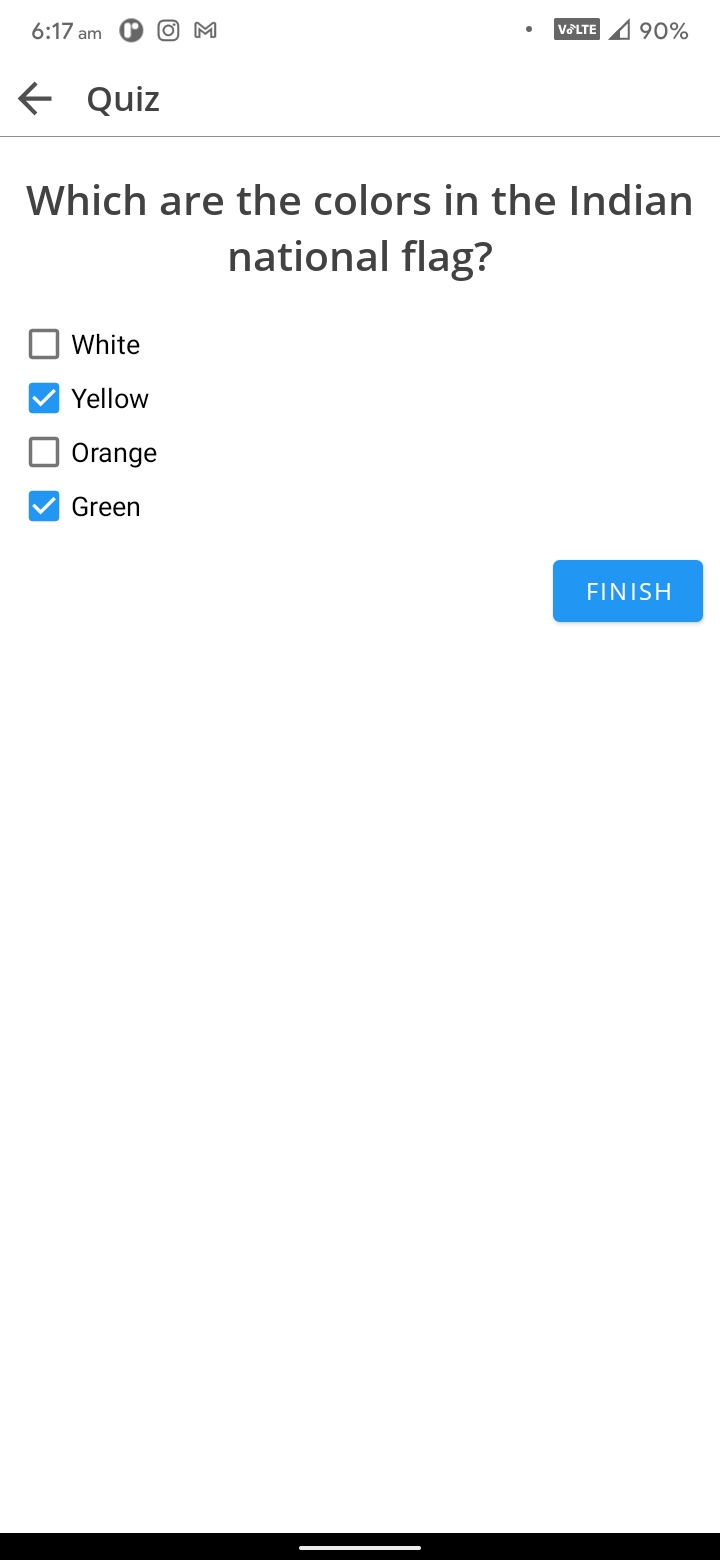 6:17 am VoLTE 90%
Quiz
Which are the colors in the Indian
national flag?
White
Yellow
Orange
Green
FINISH